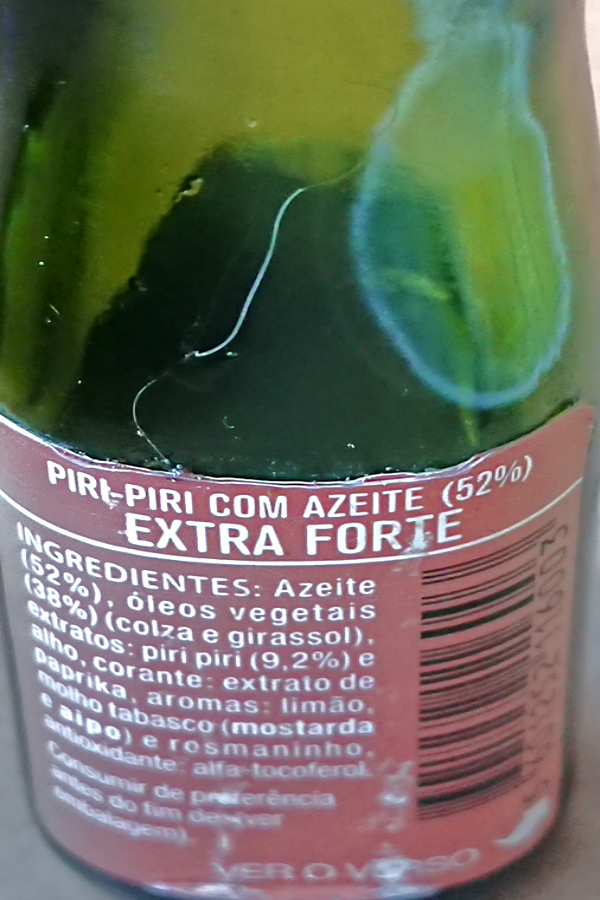 PIRI-PIRI COM AZEITE (52%)
EXTRA FORTE
INGREDIENTES: Azeite
(52%), óleos vegetais
(38%) (colza e girassol),
extratos: piri piri (9,2%) e
alho, corante: extrato de
paprika, aromas: limão,
molho tabasco (mostarda
e aipo) e rosmaninho,
antioxidante: alfa-tocoferol.
Consumir de preferência
antes do fim de (ver
embalagem).
VER O VERSO